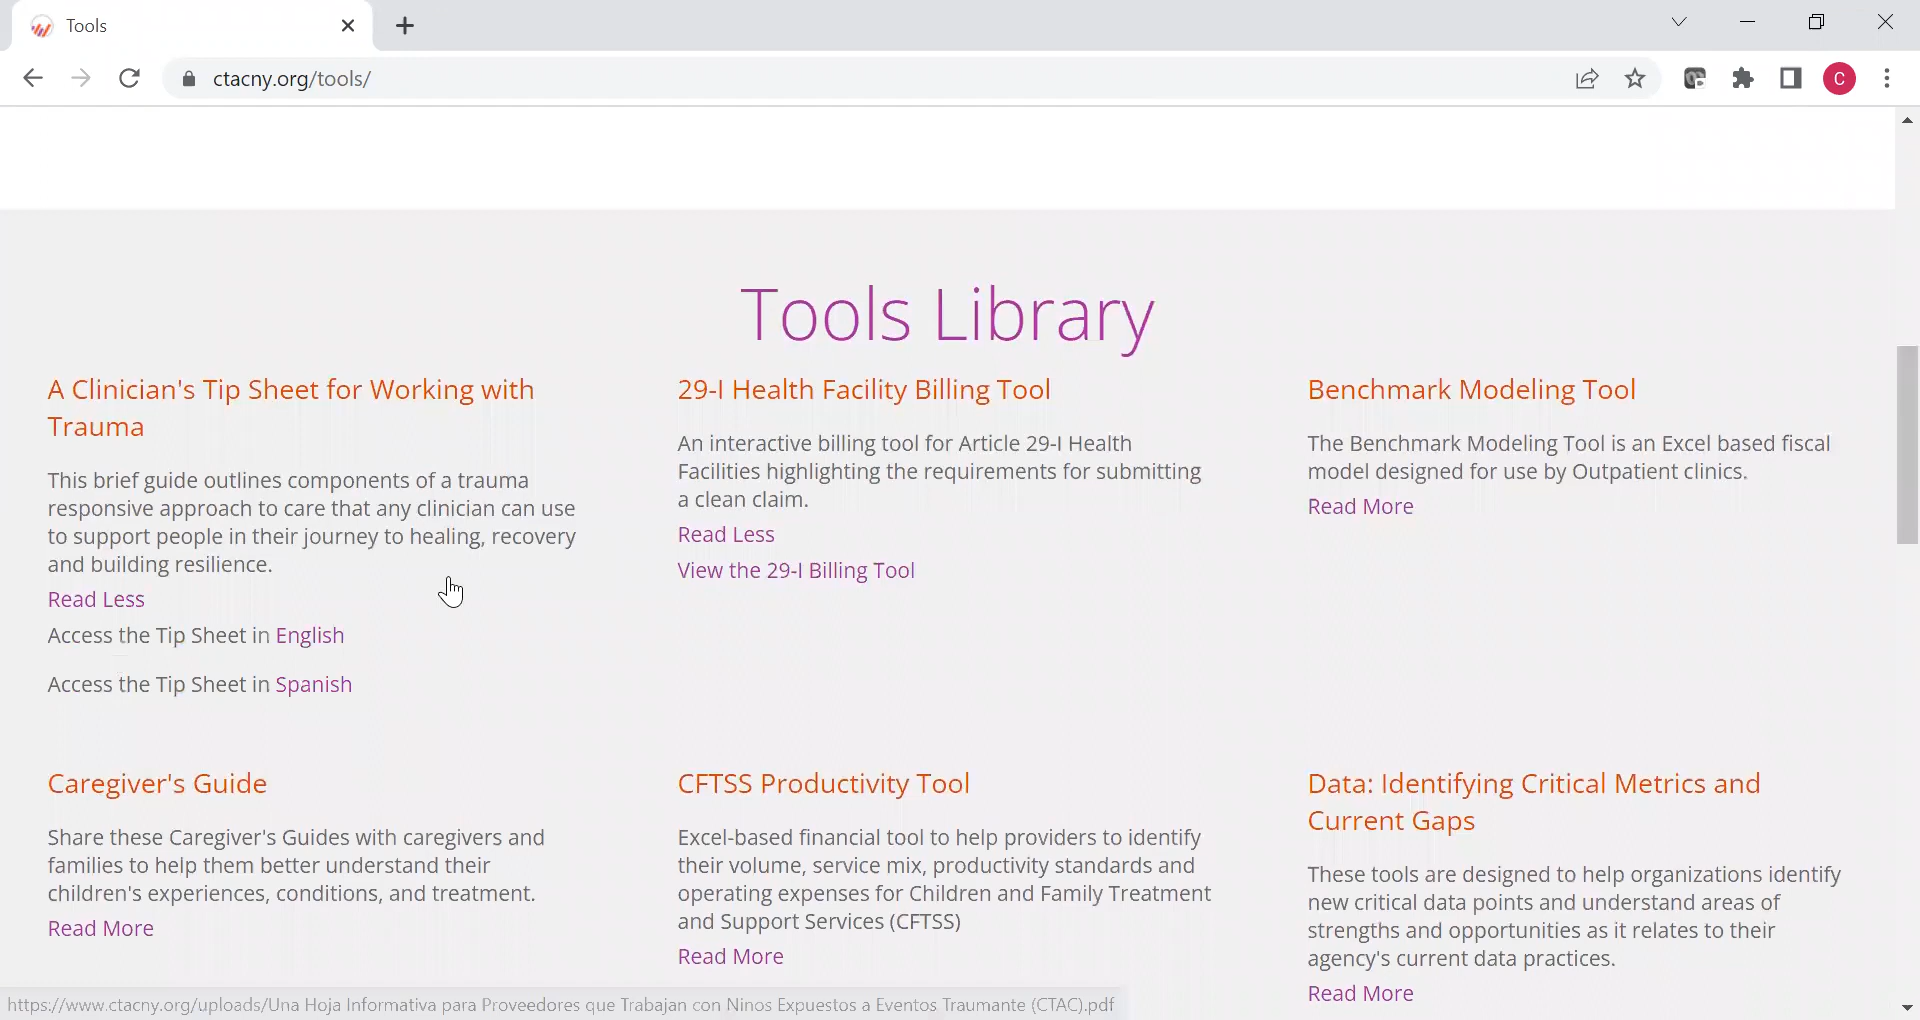 Tools
ctacny.org/tools/
C
Tools Library
A Clinician's Tip Sheet for Working with
Trauma
This brief guide outlines components of a trauma
responsive approach to care that any clinician can use
to support people in their journey to healing, recovery
and building resilience.
Read Less
Access the Tip Sheet in English
Access the Tip Sheet in Spanish
29-I Health Facility Billing Tool
An interactive billing tool for Article 29-I Health
Facilities highlighting the requirements for submitting
a clean claim.
Read Less
View the 29-I Billing Tool
Benchmark Modeling Tool
The Benchmark Modeling Tool is an Excel based fiscal
model designed for use by Outpatient clinics.
Read More
Caregiver's Guide
Share these Caregiver's Guides with caregivers and
families to help them better understand their
children's experiences, conditions, and treatment.
Read More
CFTSS Productivity Tool
Excel-based financial tool to help providers to identify
their volume, service mix, productivity standards and
operating expenses for Children and Family Treatment
and Support Services (CFTSS)
Read More
Data: Identifying Critical Metrics and
Current Gaps
These tools are designed to help organizations identify
new critical data points and understand areas of
strengths and opportunities as it relates to their
agency's current data practices.
Read More
https://www.ctacny.org/uploads/Una Hoja Informativa para Proveedores que Trabajan con Ninos Expuestos a Eventos Traumante (CTAC).pdf